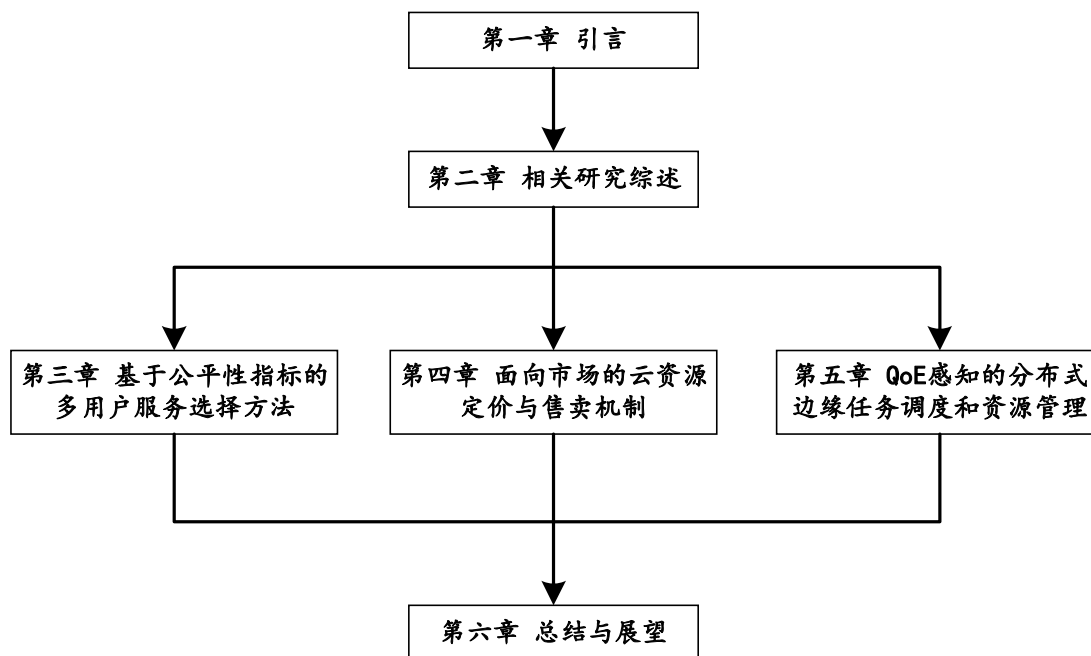 第一章 引言
第二章 相关研究综述
第三章 基于公平性指标的
多用户服务选择方法
第四章 面向市场的云资源
定价与售卖机制
第五章 QoE感知的分布式
边缘任务调度和资源管理
第六章 总结与展望